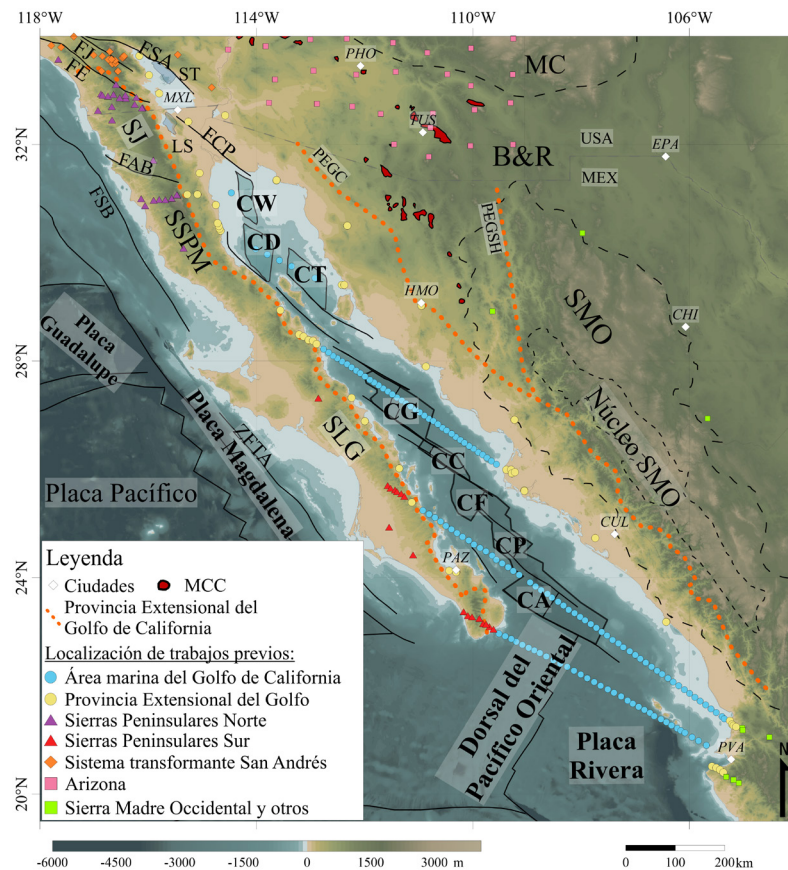 118°W
114°W
110°W
106°W
FI
FSA
PHO
MC
FE
ST
MXL
TUS
USA
EPA
32°N
SJ
LS
FCP
B&R
MEX
FAB
PEGC
FSB
SSPM
CW
PEGSH
CD
CT
HMO
SMO
CHI
Placa
Guadalupe
28°N
CG
Núcleo SMO
Placa Magdalena
ZFTA
SLG
CC
Placa Pacífico
CF
CP
CUL
PAZ
24°N
CA
Leyenda
Ciudades
MCC
Provincia Extensional del
Golfo de California
Localización de trabajos previos:
Área marina del Golfo de California
Provincia Extensional del Golfo
Sierras Peninsulares Norte
Sierras Peninsulares Sur
Sistema transformante San Andrés
Arizona
Sierra Madre Occidental y otros
Dorsal del
Pacífico Oriental
Placa
Rivera
PVA
N
20°N
-6000
-4500
-3000
-1500
0
1500
3000 m
0
100
200 km